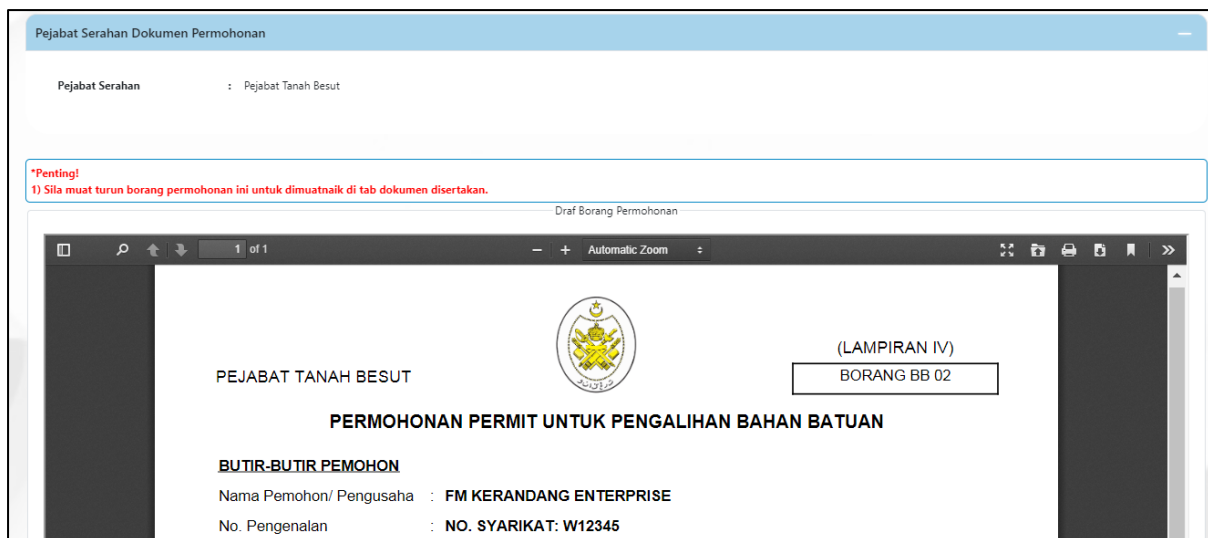 Pejabat Serahan Dokumen Permohonan
Pejabat Serahan : Pejabat Tanah Besut
*Penting!
1) Sila muat turun borang permohonan ini untuk dimuatnaik di tab dokumen disertakan.
Draf Borang Permohonan
1 of 1 Automatic Zoom
(LAMPIRAN IV)
PEJABAT TANAH BESUT BORANG BB 02
PERMOHONAN PERMIT UNTUK PENGALIHAN BAHAN BATUAN
BUTIR-BUTIR PEMOHON
Nama Pemohon/ Pengusaha : FM KERANDANG ENTERPRISE
No. Pengenalan : NO. SYARIKAT: W12345